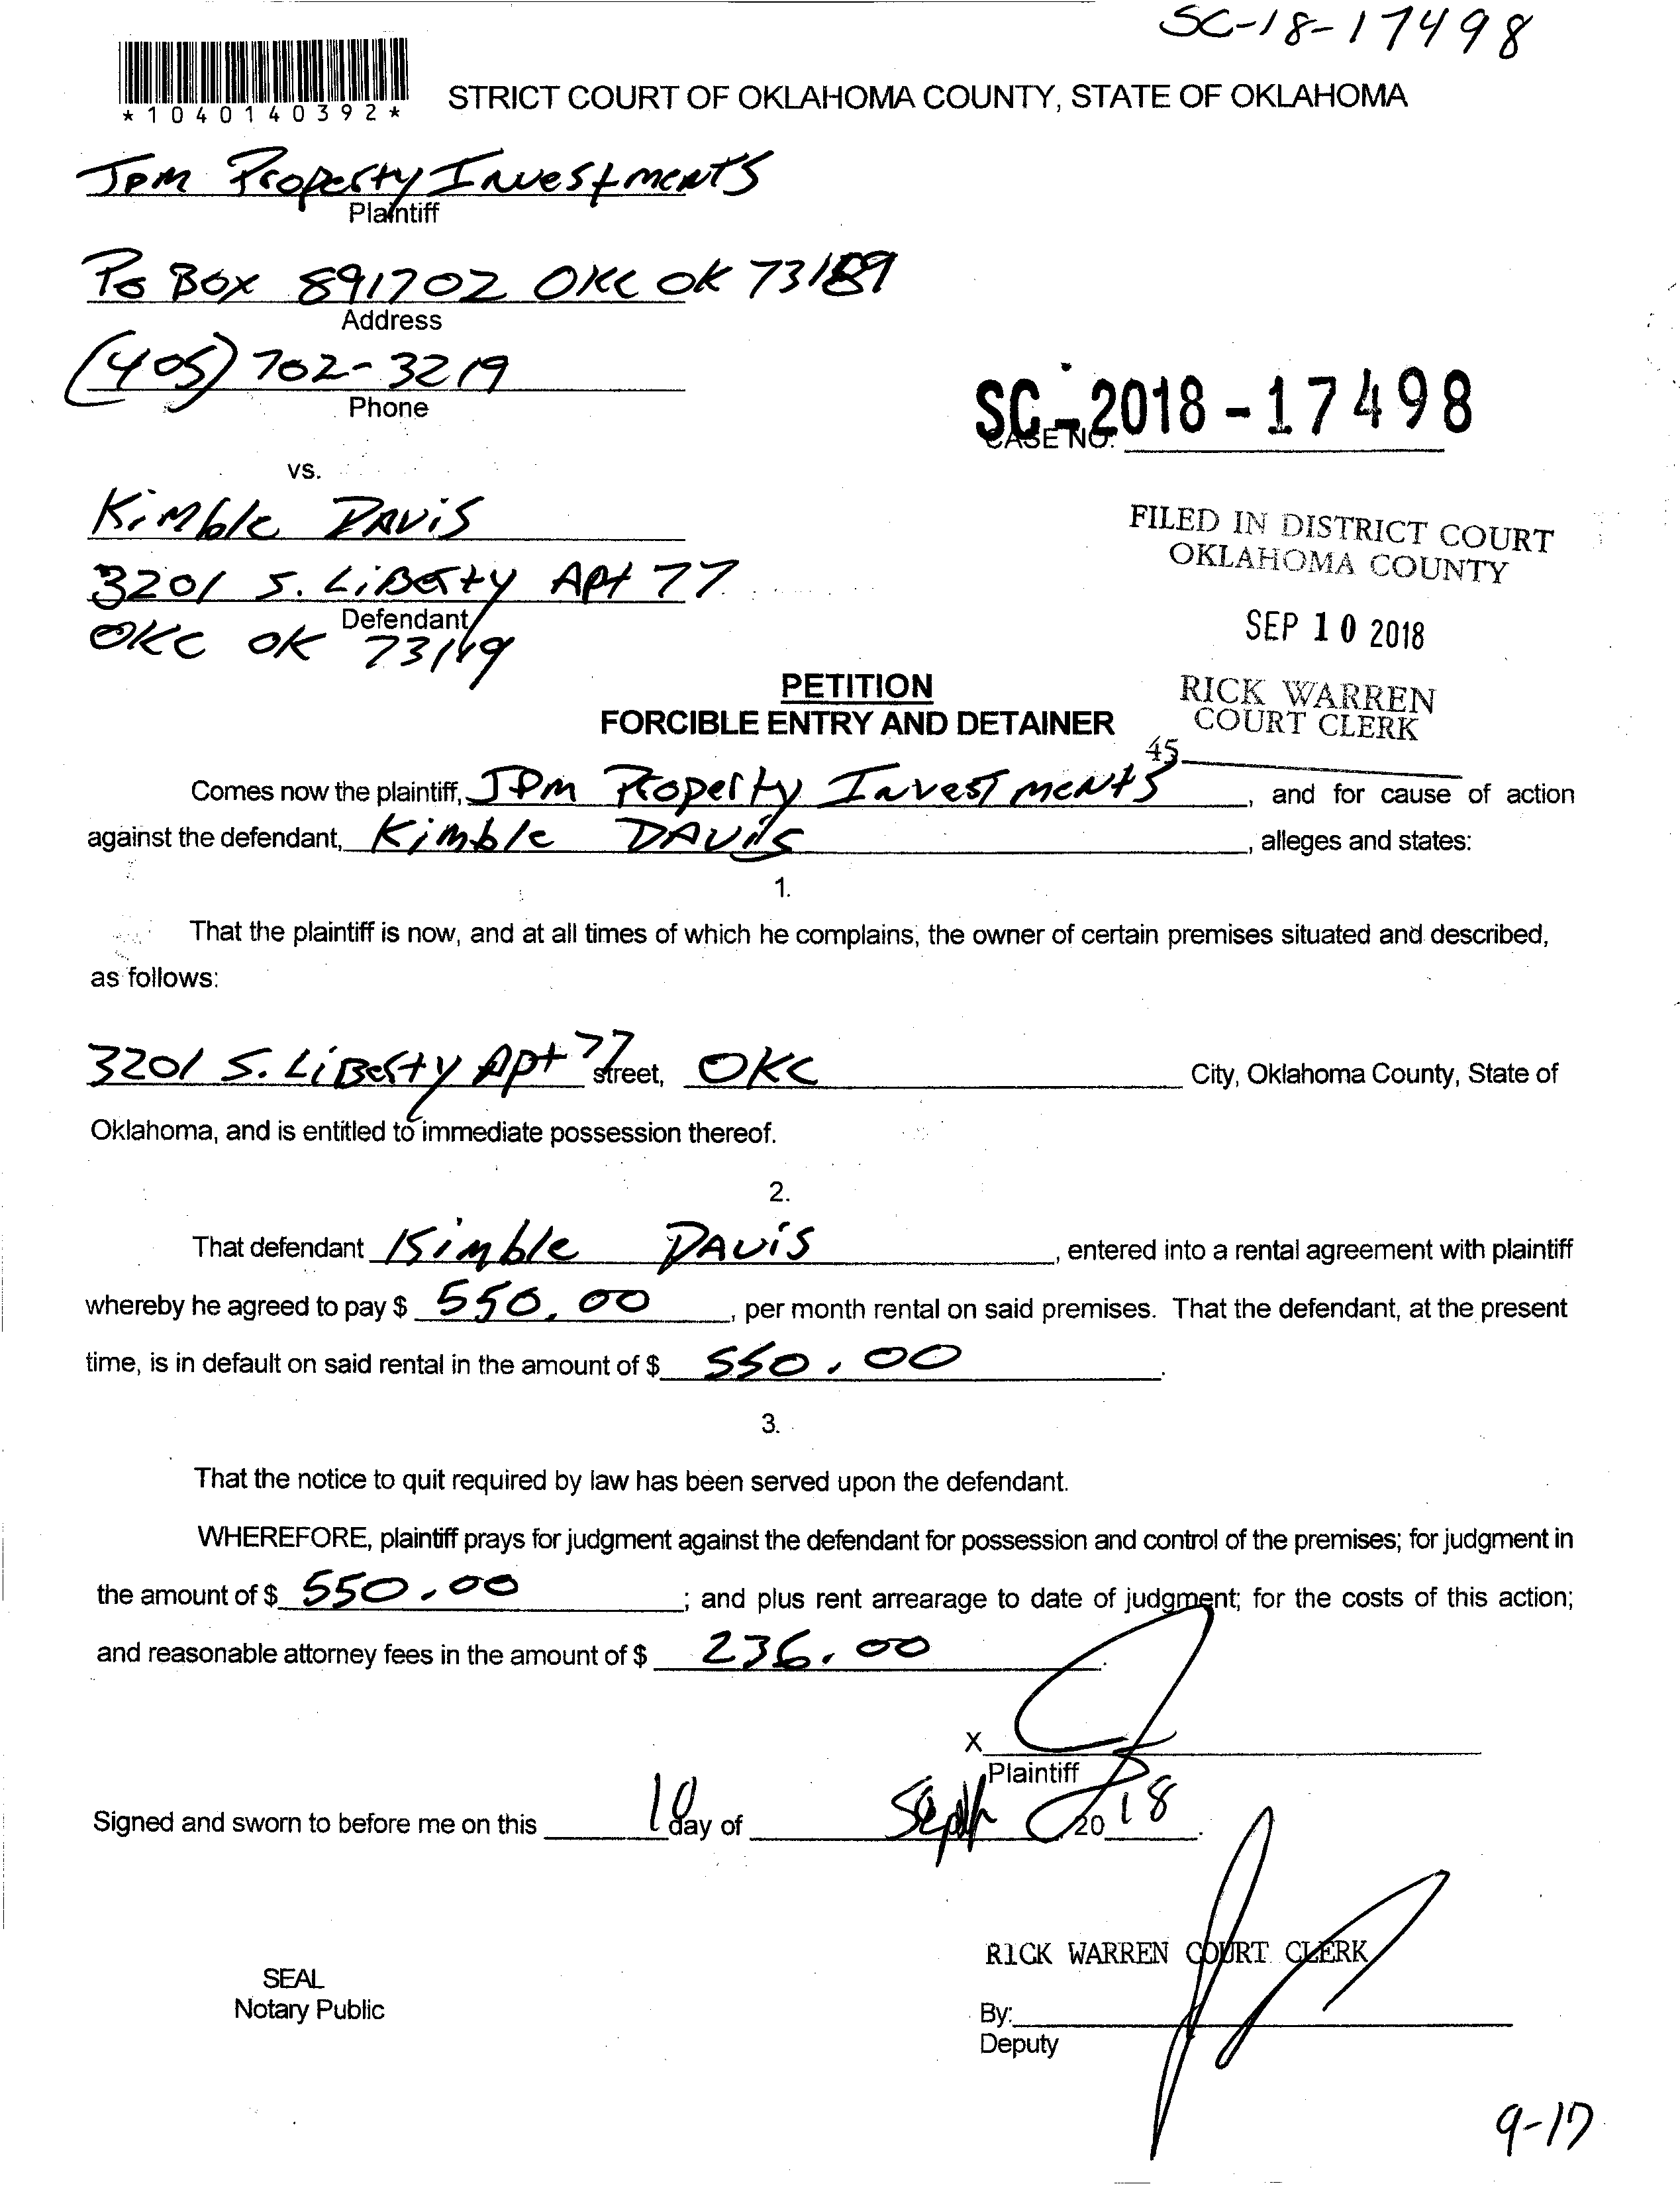 SC-18-17498
*1040140392*
STRICT COURT OF OKLAHOMA COUNTY, STATE OF OKLAHOMA
JPM Property Investments
Plaintiff
PO Box 891702 OKC OK 73189
Address
(405) 702-3219
Phone
SC-2018-17498
CASE NO.
vs.
Kimble DAVIS
3201 S. LiBerty Apt 77
Defendant
OKC OK 73119
FILED IN DISTRICT COURT
OKLAHOMA COUNTY
SEP 10 2018
RICK WARREN
COURT CLERK
45
PETITION
FORCIBLE ENTRY AND DETAINER
Comes now the plaintiff, JPM Property Investments, and for cause of action
against the defendant, Kimble DAVis, alleges and states:
1.
That the plaintiff is now, and at all times of which he complains, the owner of certain premises situated and described,
as follows:
3201 S. LiBerty Apt 77 street, OKC City, Oklahoma County, State of
Oklahoma, and is entitled to immediate possession thereof.
2.
That defendant Kimble DAViS, entered into a rental agreement with plaintiff
whereby he agreed to pay $ 550.00, per month rental on said premises. That the defendant, at the present
time, is in default on said rental in the amount of $ 550.00.
3.
That the notice to quit required by law has been served upon the defendant.
WHEREFORE, plaintiff prays for judgment against the defendant for possession and control of the premises; for judgment in
the amount of $ 550.00; and plus rent arrearage to date of judgment; for the costs of this action;
and reasonable attorney fees in the amount of $ 236.00.
X
Plaintiff
Signed and sworn to before me on this 10 day of Septh, 2018.
RICK WARREN COURT CLERK
SEAL
Notary Public
By:
Deputy
9-17